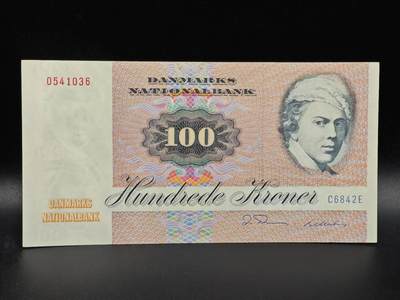 0541036
DANMARKS
NATIONALBANK
100
Hundrede Kroner
C6842E
DANMARKS
NATIONALBANK